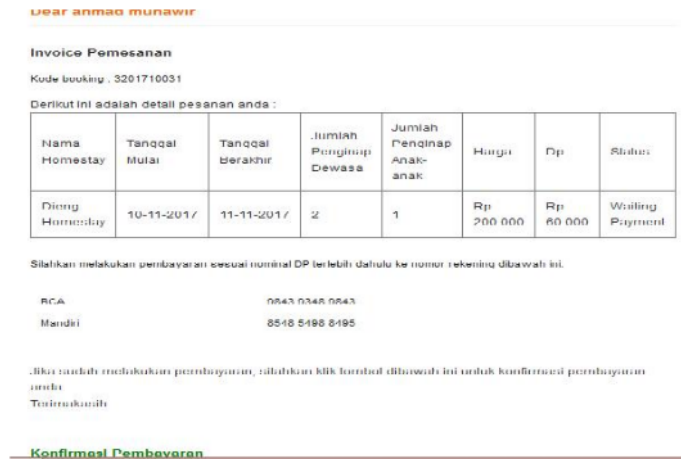 Dear ahmad munawir
Invoice Pemesanan
Kode booking : 3201710031
Berikut ini adalah detail pesanan anda :
Nama Homestay
Tanggal Mulai
Tanggal Berakhir
Jumlah Penginap Dewasa
Jumlah Penginap Anak-anak
Harga
Dp
Status
Dieng Homestay
10-11-2017
11-11-2017
2
1
Rp 200.000
Rp 60.000
Waiting Payment
Silahkan melakukan pembayaran sesuai nominal DP terlebih dahulu ke nomor rekening dibawah ini.
BCA 0843 0348 0843
Mandiri 8548 5498 8495
Jika sudah melakukan pembayaran, silahkan klik tombol dibawah ini untuk konfirmasi pembayaran
anda
Terimakasih
Konfirmasi Pembayaran